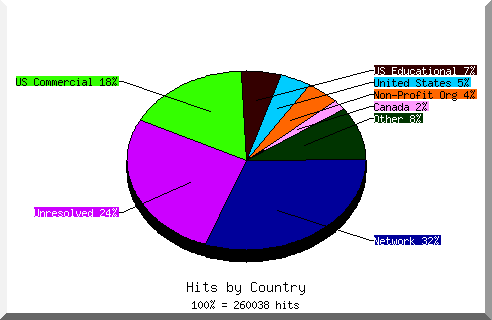 US Educational 7%
US Commercial 18%
United States 5%
Non-Profit Org 4%
Canada 2%
Other 8%
Unresolved 24%
Network 32%
Hits by Country
100% = 260038 hits